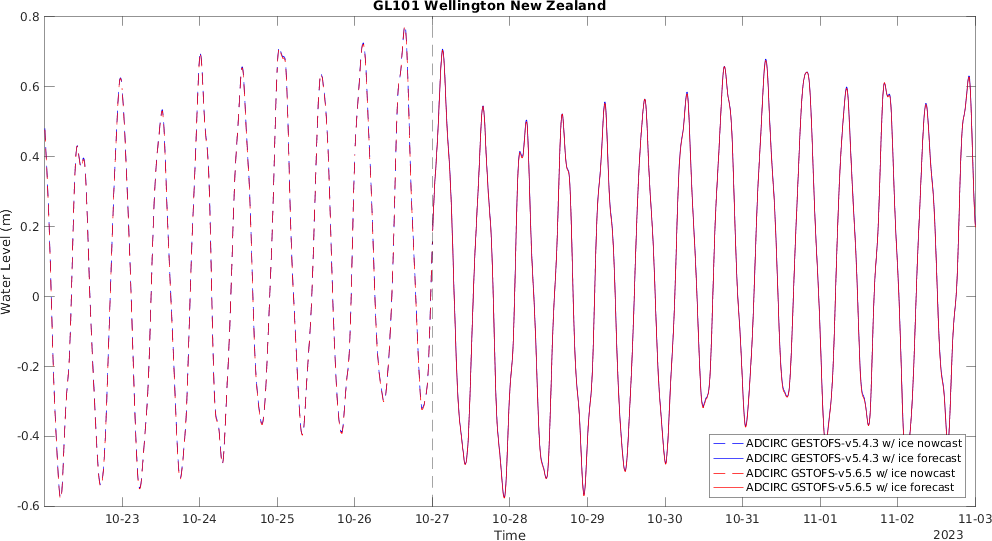 GL101 Wellington New Zealand
0.8
0.6
0.4
0.2
0
-0.2
-0.4
-0.6
Water Level (m)
ADCIRC GESTOFS-v5.4.3 w/ ice nowcast
ADCIRC GESTOFS-v5.4.3 w/ ice forecast
ADCIRC GSTOFS-v5.6.5 w/ ice nowcast
ADCIRC GSTOFS-v5.6.5 w/ ice forecast
10-23 10-24 10-25 10-26 10-27 10-28 10-29 10-30 10-31 11-01 11-02 11-03
Time
2023